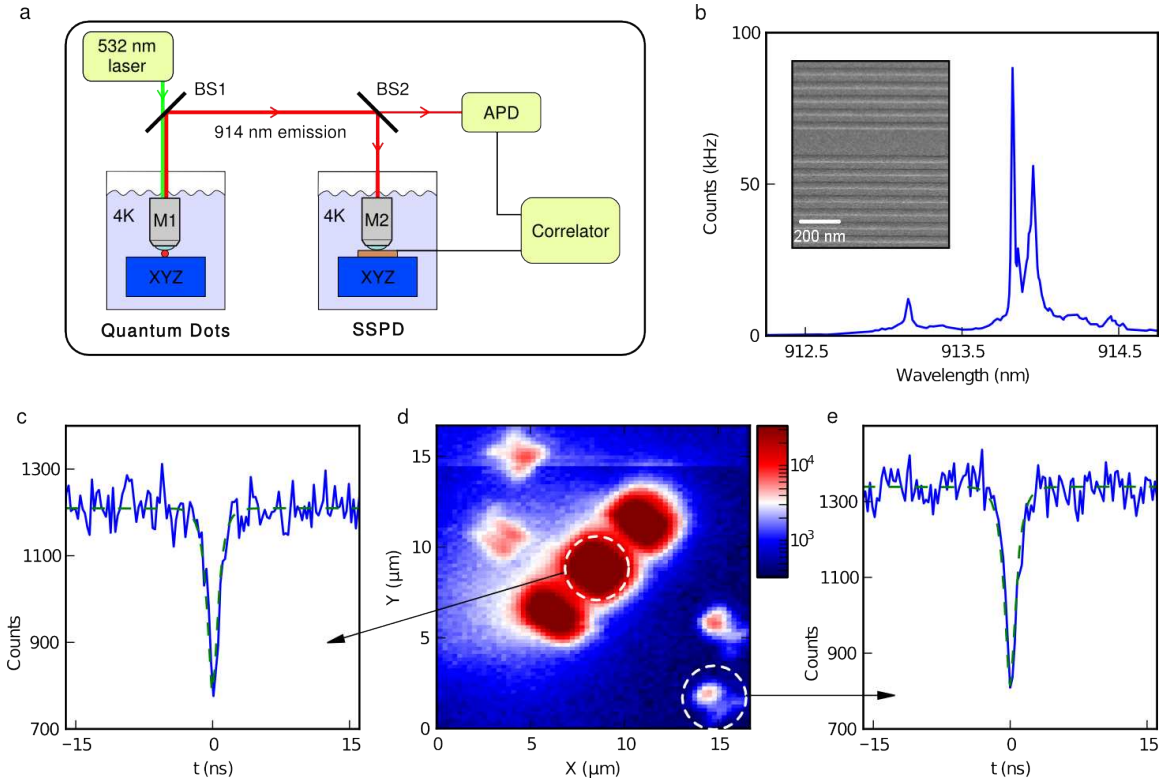 a
532 nm
laser
BS1
BS2
914 nm emission
APD
4K
M1
XYZ
Quantum Dots
4K
M2
XYZ
SSPD
Correlator
b
100
50
0
Counts (kHz)
200 nm
912.5
913.5
914.5
Wavelength (nm)
c
1300
1100
900
700
Counts
−15
0
15
t (ns)
d
15
10
5
0
Y (µm)
0
5
10
15
X (µm)
10⁴
10³
e
1300
1100
900
700
Counts
−15
0
15
t (ns)